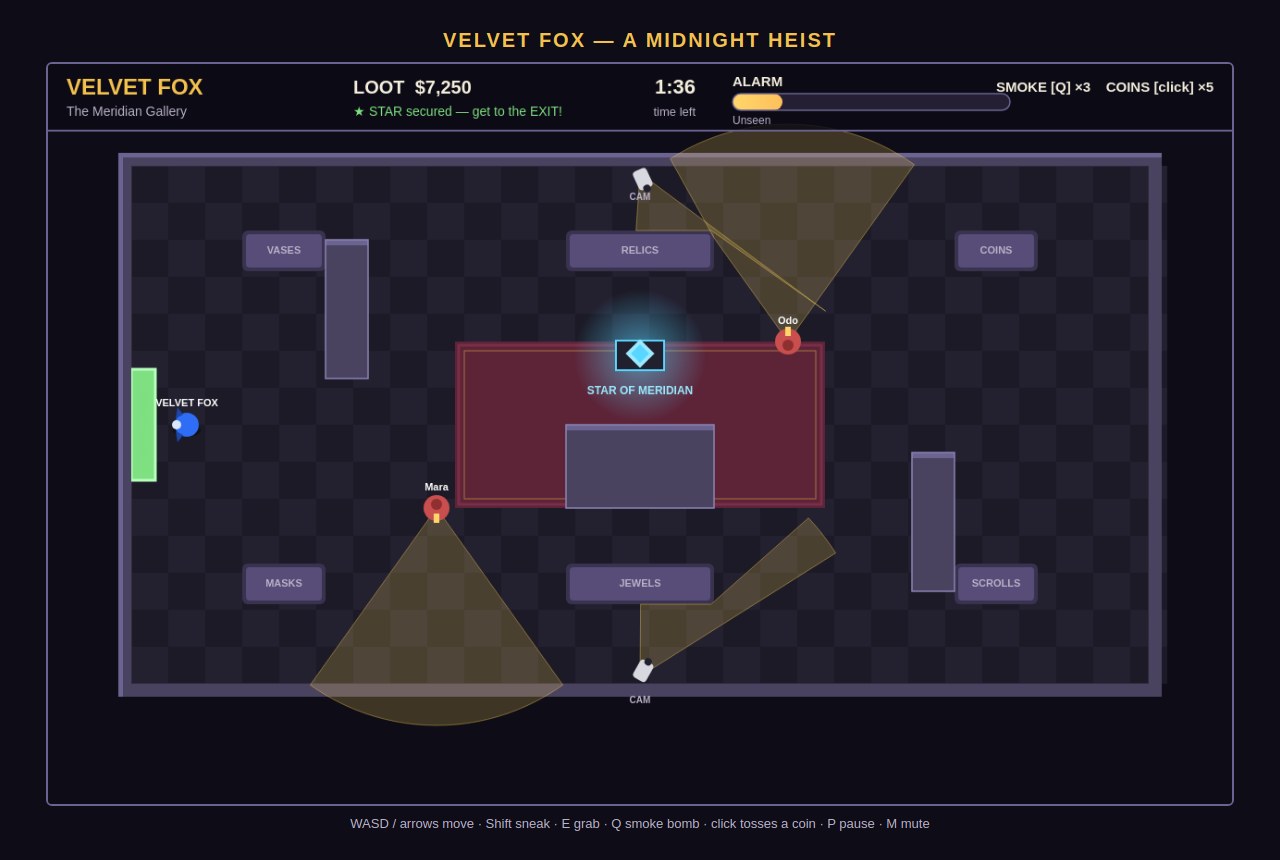 VELVET FOX — A MIDNIGHT HEIST
VELVET FOX
The Meridian Gallery
LOOT $7,250
★ STAR secured — get to the EXIT!
1:36
time left
ALARM
Unseen
SMOKE [Q] ×3 COINS [click] ×5
CAM
VASES
RELICS
COINS
Odo
STAR OF MERIDIAN
VELVET FOX
Mara
MASKS
JEWELS
SCROLLS
CAM
WASD / arrows move · Shift sneak · E grab · Q smoke bomb · click tosses a coin · P pause · M mute